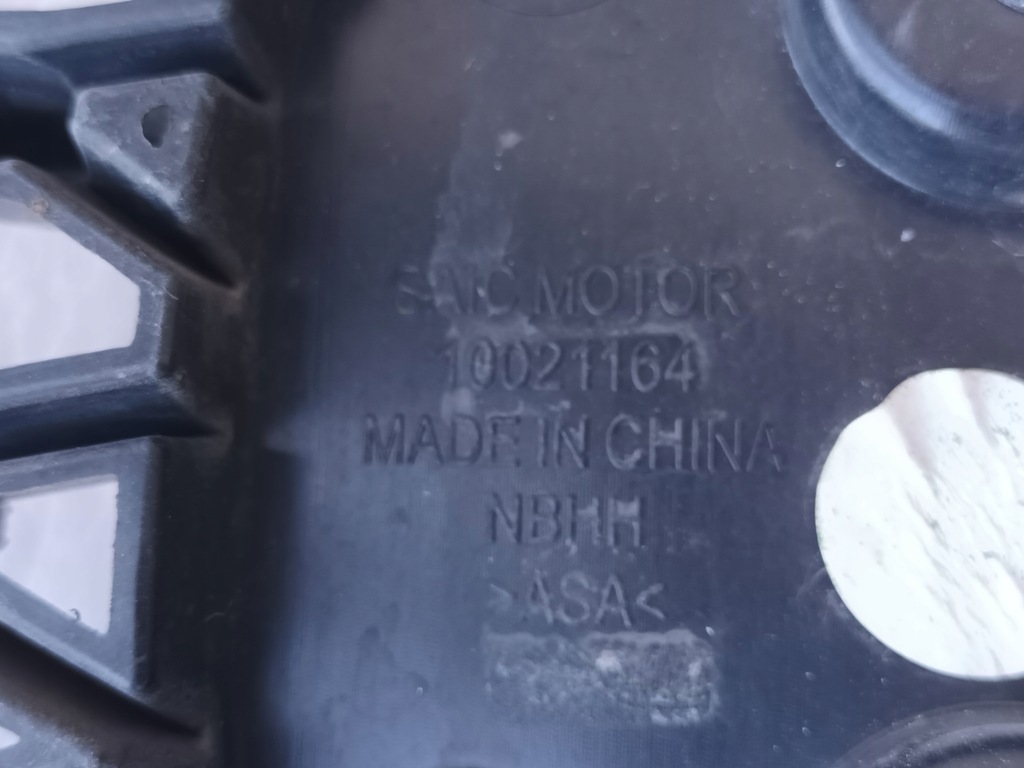 SAIC MOTOR
10021164
MADE IN CHINA
NBHH
>ASA<